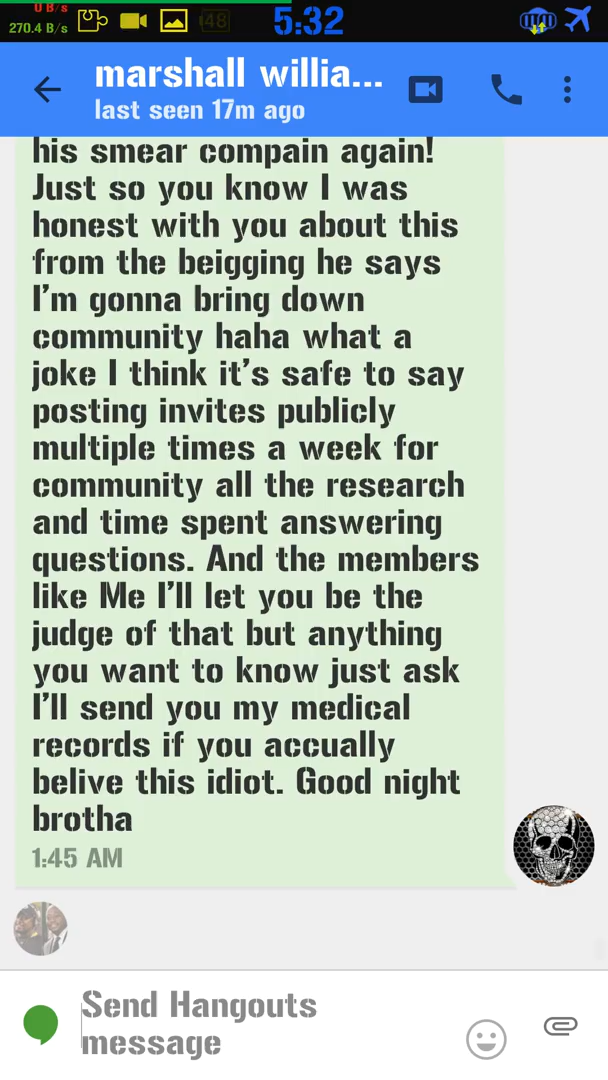 0 B/s
270.4 B/s
48
5:32
marshall willia...
last seen 17m ago
his smear compain again!
Just so you know I was
honest with you about this
from the beigging he says
I'm gonna bring down
community haha what a
joke I think it's safe to say
posting invites publicly
multiple times a week for
community all the research
and time spent answering
questions. And the members
like Me I'll let you be the
judge of that but anything
you want to know just ask
I'll send you my medical
records if you accually
belive this idiot. Good night
brotha
1:45 AM
Send Hangouts
message